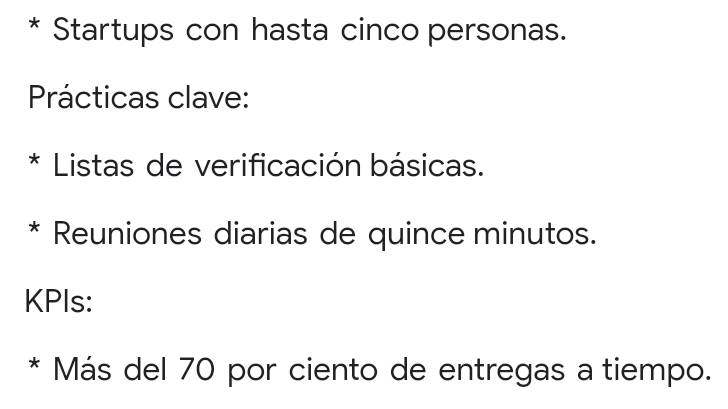 * Startups con hasta cinco personas.
Prácticas clave:
* Listas de verificación básicas.
* Reuniones diarias de quince minutos.
KPIs:
* Más del 70 por ciento de entregas a tiempo.